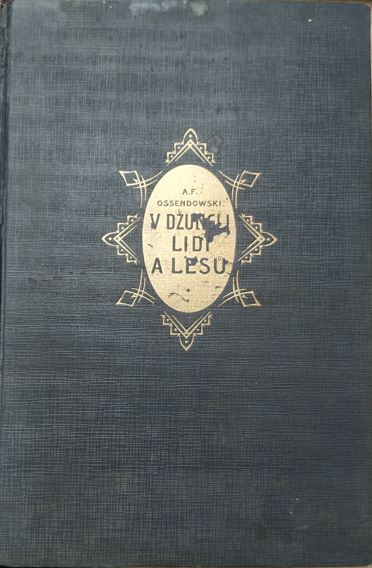 A.F.
OSSENDOWSKI:
V DŽUNGLI
LIDÍ
A LESŮ